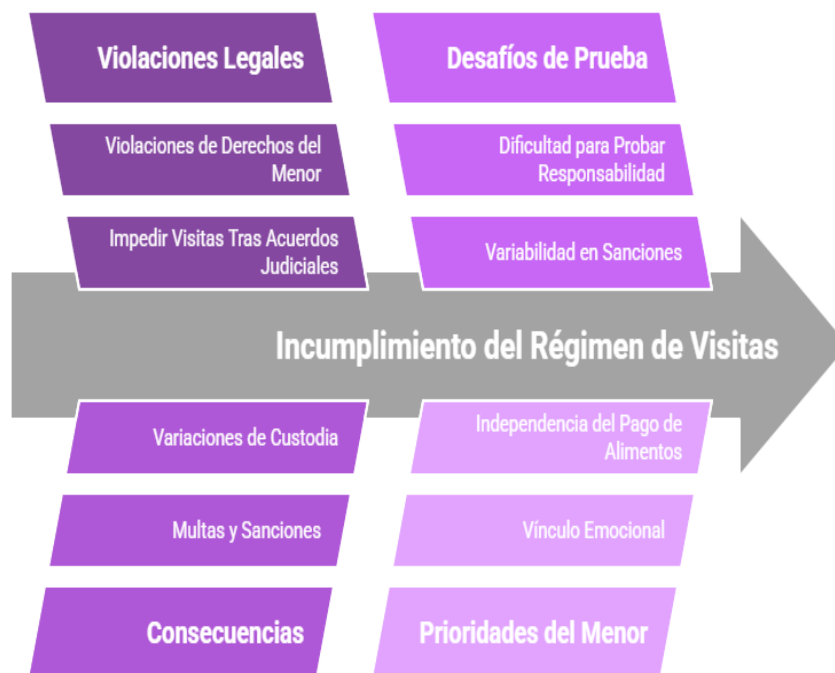 Violaciones Legales
Violaciones de Derechos del
Menor
Impedir Visitas Tras Acuerdos
Judiciales
Desafíos de Prueba
Dificultad para Probar
Responsabilidad
Variabilidad en Sanciones
Incumplimiento del Régimen de Visitas
Variaciones de Custodia
Multas y Sanciones
Consecuencias
Independencia del Pago de
Alimentos
Vínculo Emocional
Prioridades del Menor